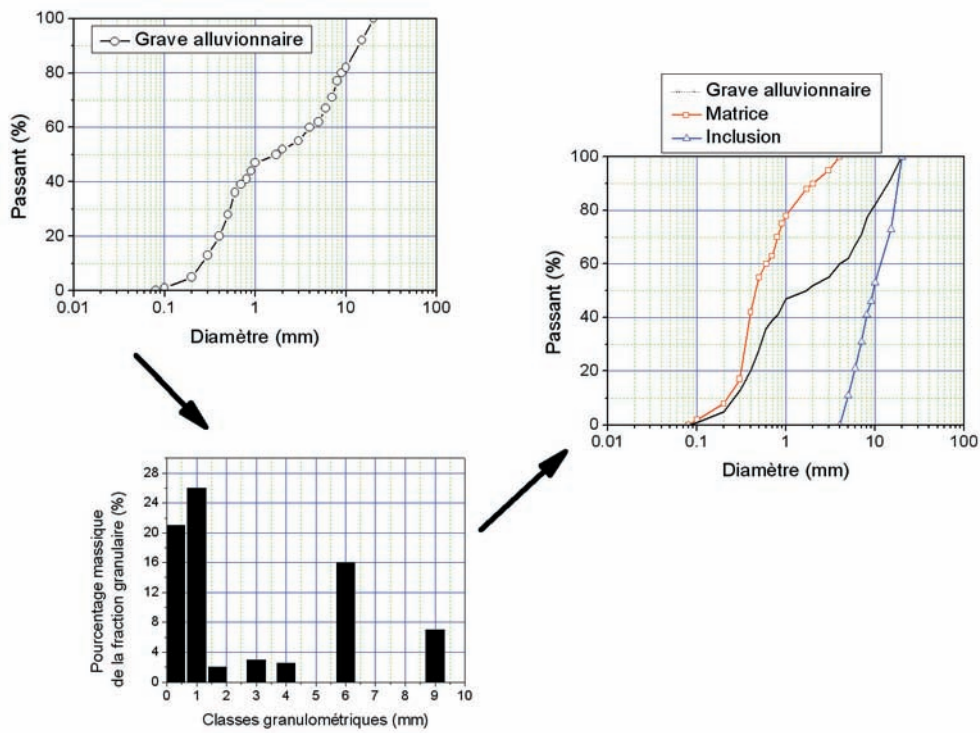 Grave alluvionnaire
Passant (%)
100
80
60
40
20
0
0.01 0.1 1 10 100
Diamètre (mm)
Grave alluvionnaire
Matrice
Inclusion
Passant (%)
100
80
60
40
20
0
0.01 0.1 1 10 100
Diamètre (mm)
Pourcentage massique
de la fraction granulaire (%)
28
24
20
16
12
8
4
0
0 1 2 3 4 5 6 7 8 9 10
Classes granulométriques (mm)